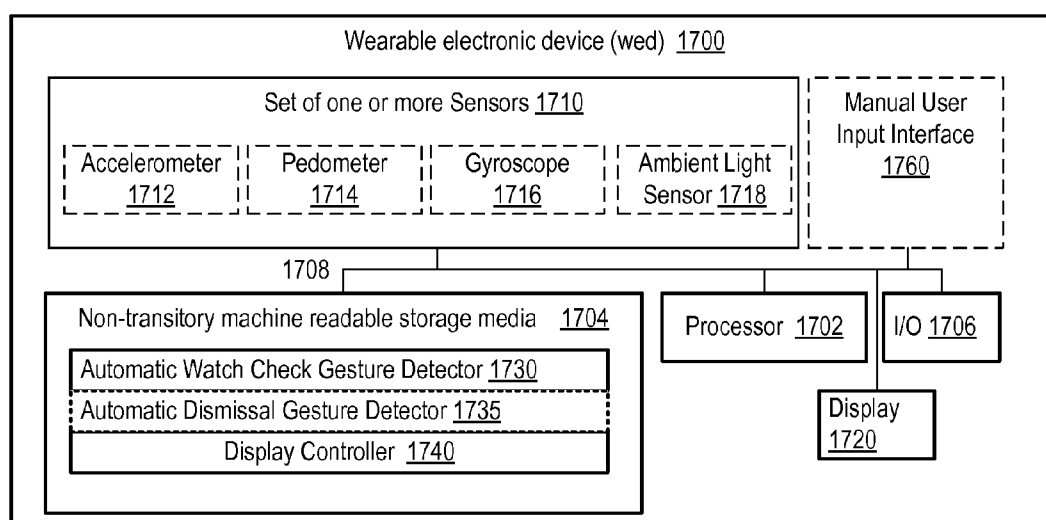 Wearable electronic device (wed) 1700
Set of one or more Sensors 1710
Accelerometer
1712
Pedometer
1714
Gyroscope
1716
Ambient Light
Sensor 1718
Manual User
Input Interface
1760
1708
Non-transitory machine readable storage media 1704
Automatic Watch Check Gesture Detector 1730
Automatic Dismissal Gesture Detector 1735
Display Controller 1740
Processor 1702
I/O 1706
Display
1720